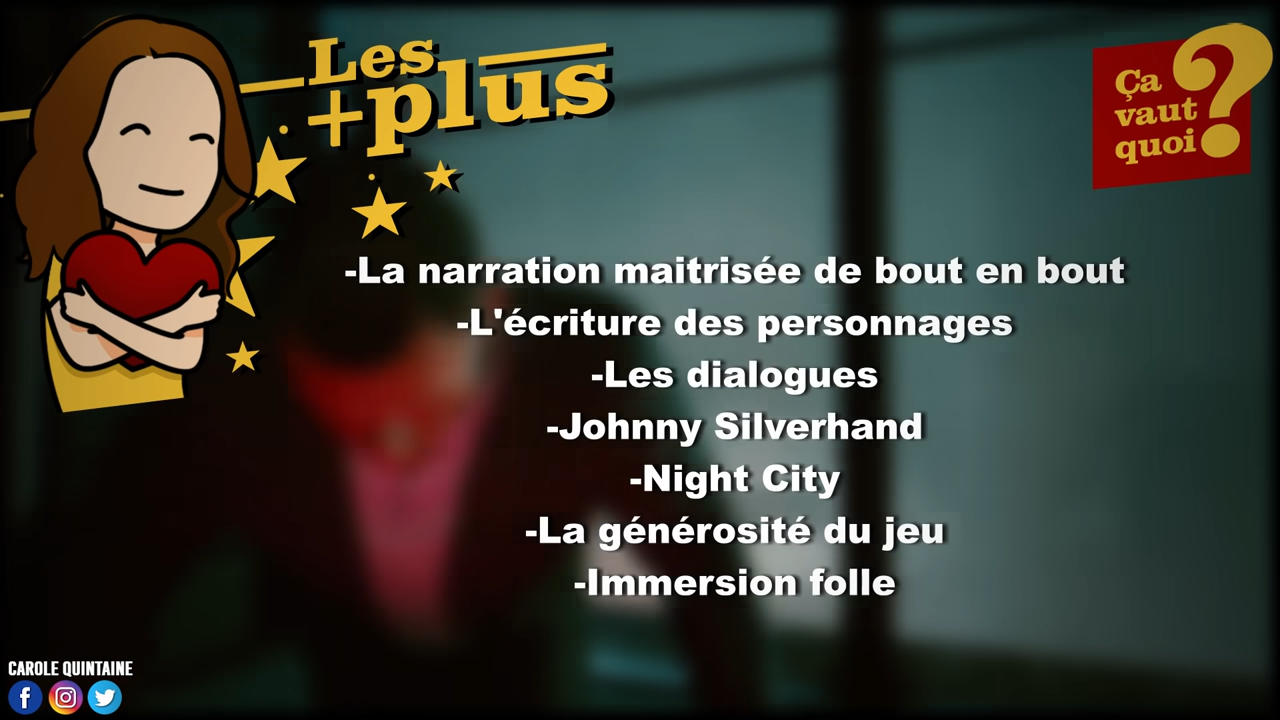 Les
+plus
Ça
vaut
quoi?
-La narration maitrisée de bout en bout
-L'écriture des personnages
-Les dialogues
-Johnny Silverhand
-Night City
-La générosité du jeu
-Immersion folle
CAROLE QUINTAINE